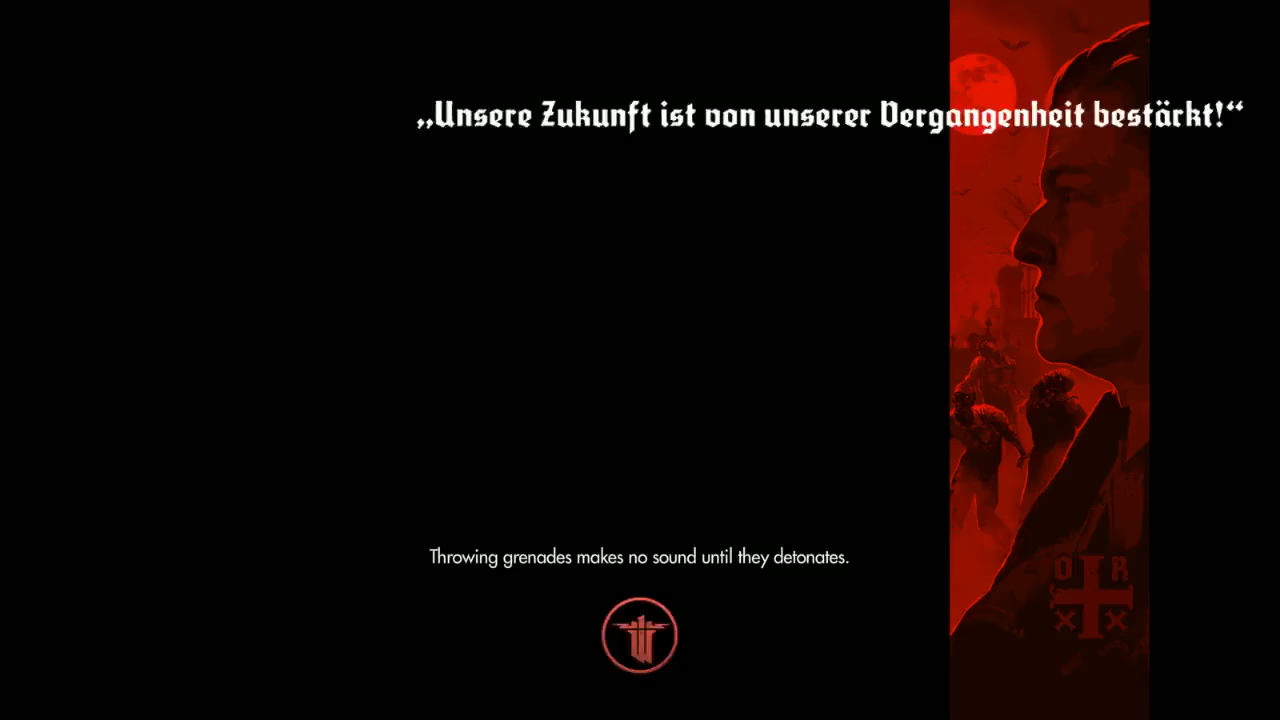 „Unsere Zukunft ist von unserer Vergangenheit bestärkt!“
Throwing grenades makes no sound until they detonates.
O R
X X